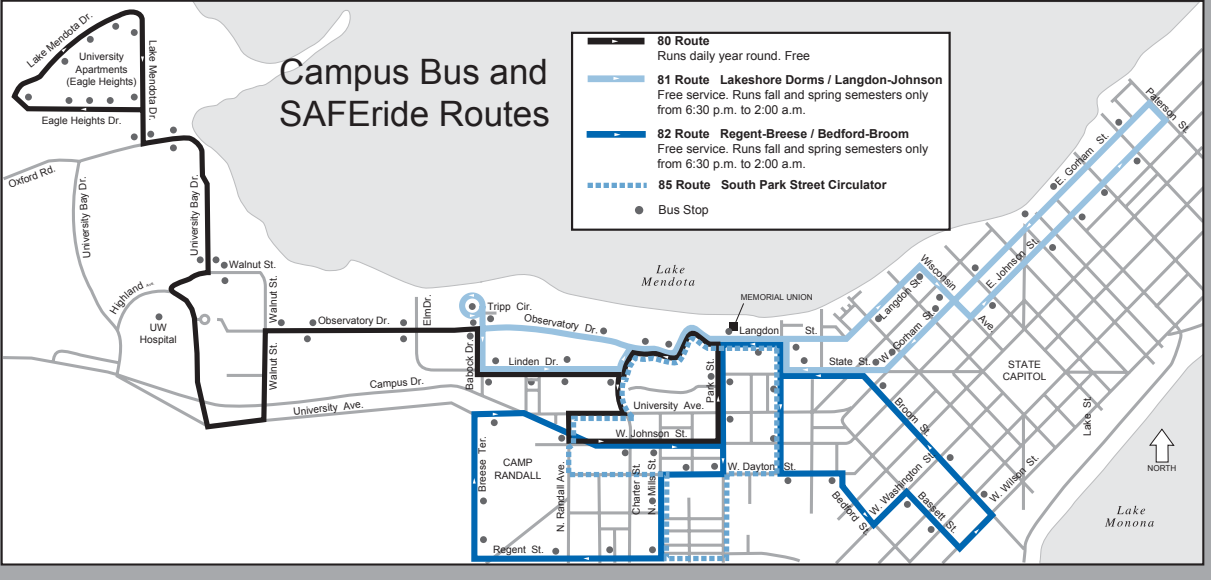 Campus Bus and
SAFEride Routes
80 Route
Runs daily year round. Free
81 Route Lakeshore Dorms / Langdon-Johnson
Free service. Runs fall and spring semesters only
from 6:30 p.m. to 2:00 a.m.
82 Route Regent-Breese / Bedford-Broom
Free service. Runs fall and spring semesters only
from 6:30 p.m. to 2:00 a.m.
85 Route South Park Street Circulator
Bus Stop
Lake Mendota Dr.
University
Apartments
(Eagle Heights)
Lake Mendota Dr.
Eagle Heights Dr.
Oxford Rd.
University Bay Dr.
University Bay Dr.
Walnut St.
Walnut St.
Walnut St.
Highland Ave
UW
Hospital
Observatory Dr.
ElmDr.
Tripp Cir.
Observatory Dr.
Babock Dr.
Linden Dr.
Campus Dr.
University Ave.
University Ave.
Park St.
W. Johnson St.
Lake
Mendota
MEMORIAL UNION
Langdon St.
State St.
Langdon St.
Wisconsin
Ave.
W. Gorham St.
E. Johnson St.
E. Gorham St.
Paterson St.
STATE
CAPITOL
Lake St.
Broom St.
W. Wilson St.
W. Washington St.
Bassett St.
Bedford St.
W. Dayton St.
CAMP
RANDALL
Breese Ter.
N. Randall Ave.
Charter St.
N. Mills St.
Regent St.
NORTH
Lake
Monona